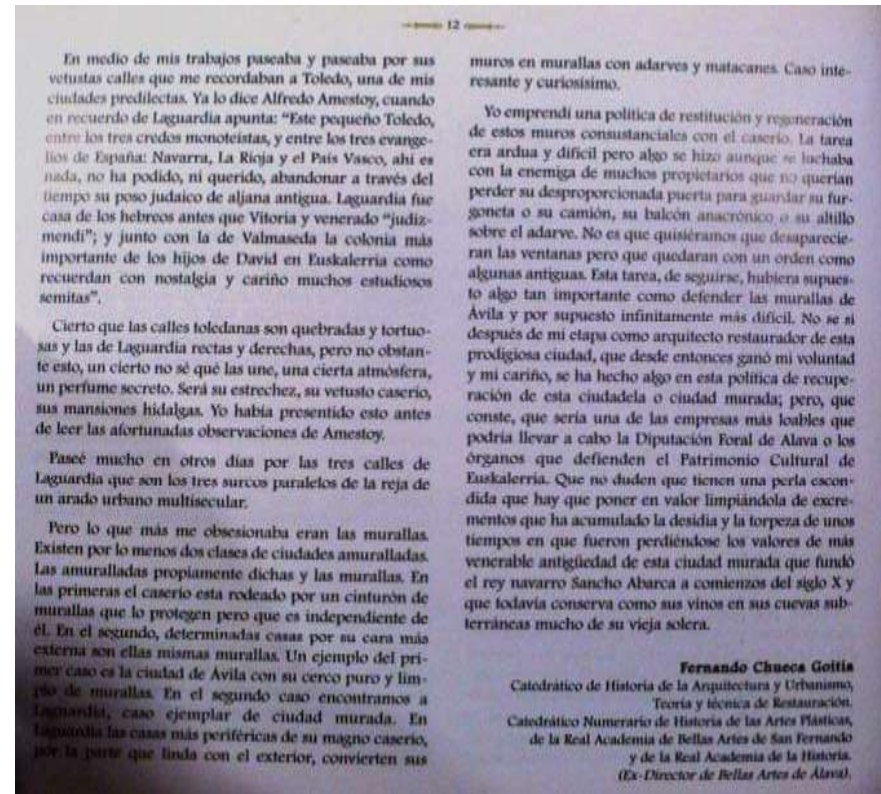 12
En medio de mis trabajos paseaba y paseaba por sus
vetustas calles que me recordaban a Toledo, una de mis
ciudades predilectas. Ya lo dice Alfredo Amestoy, cuando
en recuerdo de Laguardia apunta: "Este pequeño Toledo,
entre los tres credos monoteístas, y entre los tres evange-
lios de España: Navarra, La Rioja y el País Vasco, ahí es
nada, no ha podido, ni querido, abandonar a través del
tiempo su poso judaico de aljana antigua. Laguardia fue
casa de los hebreos antes que Vitoria y venerado "judiz-
mendi"; y junto con la de Valmaseda la colonia más
importante de los hijos de David en Euskalerria como
recuerdan con nostalgia y cariño muchos estudiosos
semitas".
Cierto que las calles toledanas son quebradas y tortuo-
sas y las de Laguardia rectas y derechas, pero no obstan-
te esto, un cierto no sé qué las une, una cierta atmósfera,
un perfume secreto. Será su estrechez, su vetusto caserio,
sus mansiones hidalgas. Yo había presentido esto antes
de leer las afortunadas observaciones de Amestoy.
Paseé mucho en otros días por las tres calles de
Laguardia que son los tres surcos paralelos de la reja de
un arado urbano multisecular.
Pero lo que más me obsesionaba eran las murallas.
Existen por lo menos dos clases de ciudades amuralladas.
Las amuralladas propiamente dichas y las murallas. En
las primeras el caserio esta rodeado por un cinturón de
murallas que lo protegen pero que es independiente de
él. En el segundo, determinadas casas por su cara más
externa son ellas mismas murallas. Un ejemplo del pri-
mer caso es la ciudad de Ávila con su cerco puro y lim-
pio de murallas. En el segundo caso encontramos a
Laguardia, caso ejemplar de ciudad murada. En
Laguardia las casas más periféricas de su magno caserio,
por la parte que linda con el exterior, convierten sus
muros en murallas con adarves y matacanes. Caso inte-
resante y curiosísimo.
Yo emprendí una política de restitución y regeneración
de estos muros consustanciales con el caserio. La tarea
era ardua y difícil pero algo se hizo aunque se luchaba
con la enemiga de muchos propietarios que no querían
perder su desproporcionada puerta para guardar su fur-
goneta o su camión, su balcón anacrónico o su altillo
sobre el adarve. No es que quisiéramos que desaparecie-
ran las ventanas pero que quedaran con un orden como
algunas antiguas. Esta tarea, de seguirse, hubiera supues-
to algo tan importante como defender las murallas de
Ávila y por supuesto infinitamente más difícil. No se si
después de mi etapa como arquitecto restaurador de esta
prodigiosa ciudad, que desde entonces ganó mi voluntad
y mi cariño, se ha hecho algo en esta política de recupe-
ración de esta ciudadela o ciudad murada; pero, que
conste, que sería una de las empresas más loables que
podría llevar a cabo la Diputación Foral de Alava o los
órganos que defienden el Patrimonio Cultural de
Euskalerria. Que no duden que tienen una perla escon-
dida que hay que poner en valor limpiándola de excre-
mentos que ha acumulado la desidia y la torpeza de unos
tiempos en que fueron perdiéndose los valores de más
venerable antigüedad de esta ciudad murada que fundó
el rey navarro Sancho Abarca a comienzos del siglo X y
que todavía conserva como sus vinos en sus cuevas sub-
terráneas mucho de su vieja solera.
Fernando Chueca Goitia
Catedrático de Historia de la Arquitectura y Urbanismo,
Teoría y técnica de Restauración.
Catedrático Numerario de Historia de las Artes Plásticas,
de la Real Academia de Bellas Artes de San Fernando
y de la Real Academia de la Historia.
(Ex-Director de Bellas Artes de Álava).